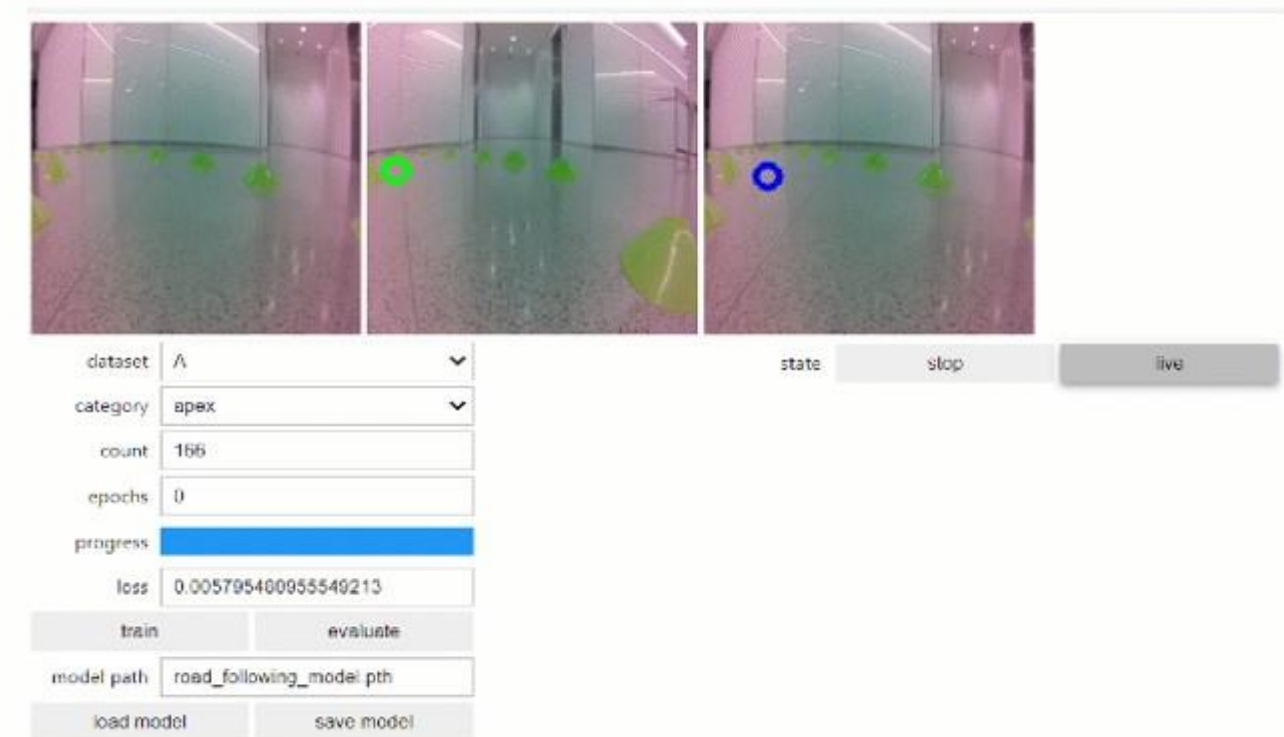 dataset A
state stop live
category apex
count 166
epochs 0
progress
loss 0.005795480955549213
train evaluate
model path road_following_model.pth
load model save model